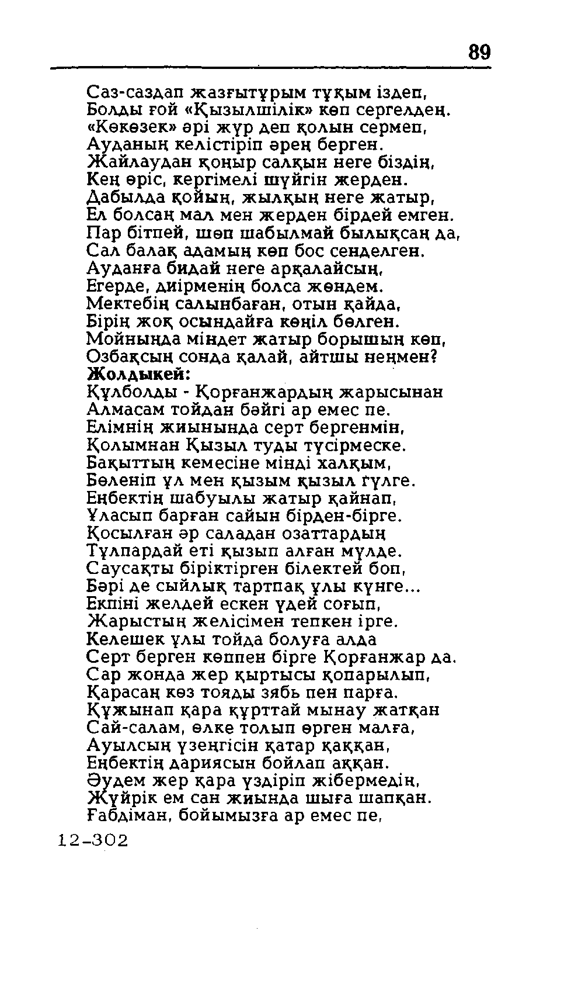 89
Саз-саздап жазғытұрым тұқым іздеп,
Болды ғой «Қызылшілік» көп сергелдең.
«Көкөзек» әрі жүр деп қолын сермеп,
Ауданың келістіріп әрең берген.
Жайлаудан қоңыр салқын неге біздің,
Кең өріс, кергімелі шүйгін жерден.
Дабылда қойың, жылқың неге жатыр,
Ел болсаң мал мен жерден бірдей емген.
Пар бітпей, шөп шабылмай былықсаң да,
Сал балақ адамың көп бос сенделген.
Ауданға бидай неге арқалайсың,
Егерде, диірменің болса жөндем.
Мектебің салынбаған, отын қайда,
Бірің жоқ осындайға көңіл бөлген.
Мойныңда міндет жатыр борышың көп,
Озбақсың сонда қалай, айтшы неңмен?
Жолдыкей:
Құлболды - Қорғанжардың жарысынан
Алмасам тойдан бәйгі ар емес пе.
Елімнің жиынында серт бергенмін,
Қолымнан Қызыл туды түсірмеске.
Бақыттың кемесіне мінді халқым,
Бөленіп ұл мен қызым қызыл гүлге.
Еңбектің шабуылы жатыр қайнап,
Ұласып барған сайын бірден-бірге.
Қосылған әр саладан озаттардың
Тұлпардай еті қызып алған мүлде.
Саусақты біріктірген білектей боп,
Бәрі де сыйлық тартпақ ұлы күнге...
Екпіні желдей ескен үдей соғып,
Жарыстың желісімен тепкен ірге.
Келешек ұлы тойда болуға алда
Серт берген көппен бірге Қорғанжар да.
Сар жонда жер қыртысы қопарылып,
Қарасаң көз тояды зябь пен парға.
Құжынап қара құрттай мынау жатқан
Сай-салам, өлке толып өрген малға,
Ауылсың үзеңгісін қатар қаққан,
Еңбектің дариясын бойлап аққан.
Әудем жер қара үздіріп жібермедің,
Жүйрік ем сан жиында шыға шапқан.
Ғабдіман, бойымызға ар емес пе,
12-302